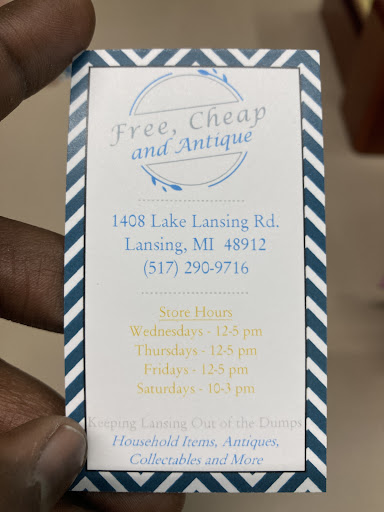 Free, Cheap
and Antique
1408 Lake Lansing Rd.
Lansing, MI 48912
(517) 290-9716
Store Hours
Wednesdays - 12-5 pm
Thursdays - 12-5 pm
Fridays - 12-5 pm
Saturdays - 10-3 pm
Keeping Lansing Out of the Dumps
Household Items, Antiques,
Collectables and More